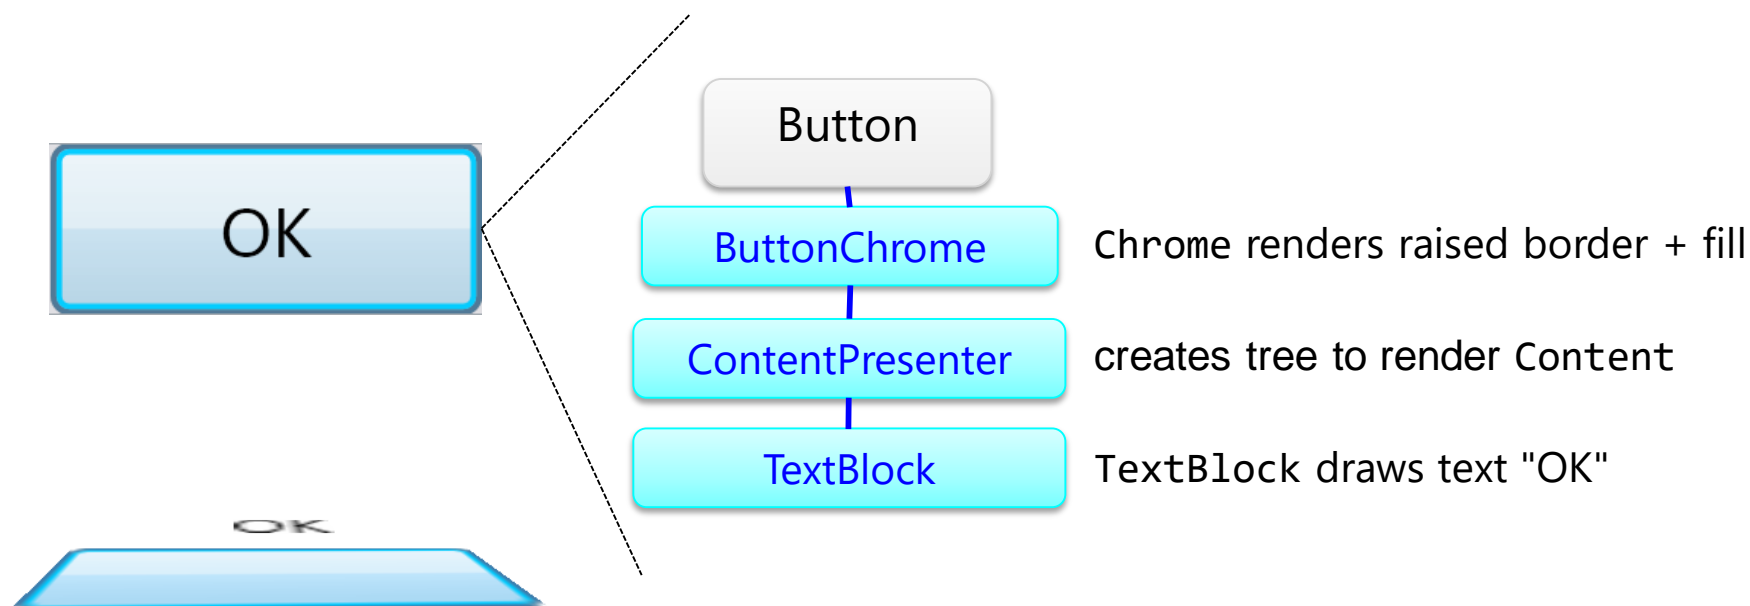 OK
Button
ButtonChrome
Chrome renders raised border + fill
ContentPresenter
creates tree to render Content
TextBlock
TextBlock draws text "OK"
OK